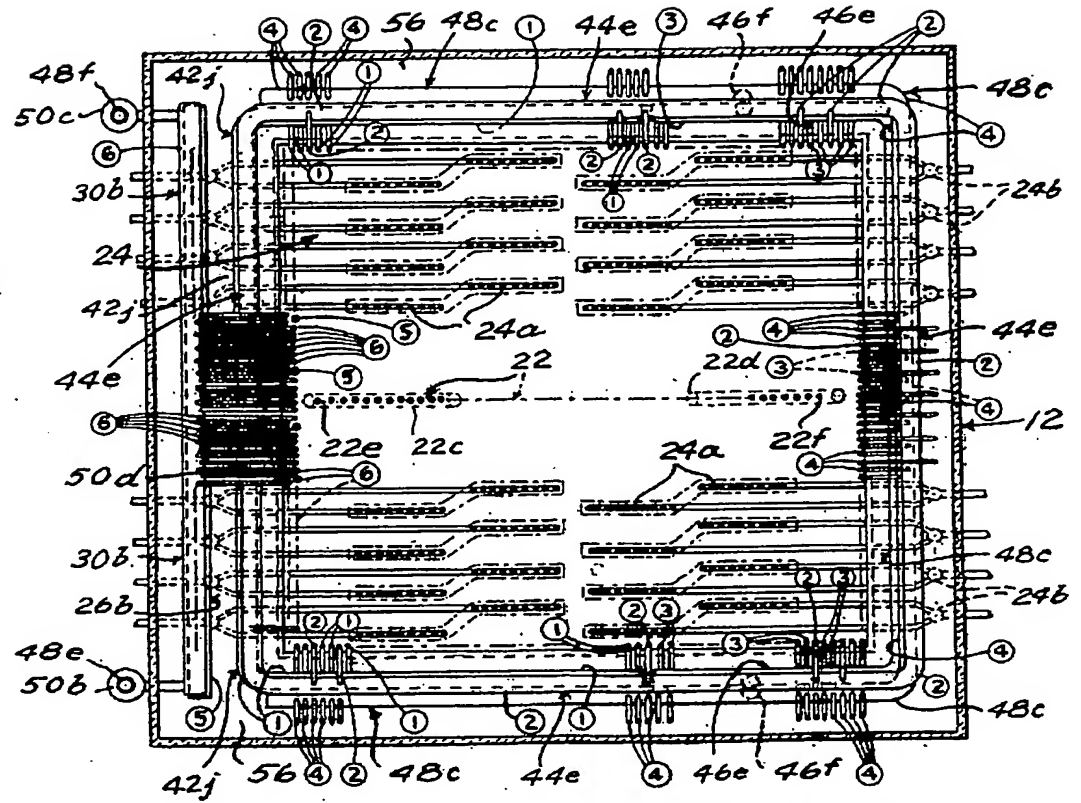 ④ ② ④ 56 48c ① 44e ③ 46f 46e ②
48f 42j ① 48c
50c ④
⑥ ② ② ② ③
30b ① ①
24b
24
42j
24a ⑤ ④ 44e
② ③
⑥ ②
44e ⑤ 22 22d ④
⑥ 12
22e 22c 24a 22f
50d ⑥ ④
48c
30b ② ③
26b 24b
② ① ① ② ③ ③ ④
48e ①
50b ② ① ② ① ②
⑤ ① 48c
42j 56 ④ ② 48c 44e ④ 46e 46f ④